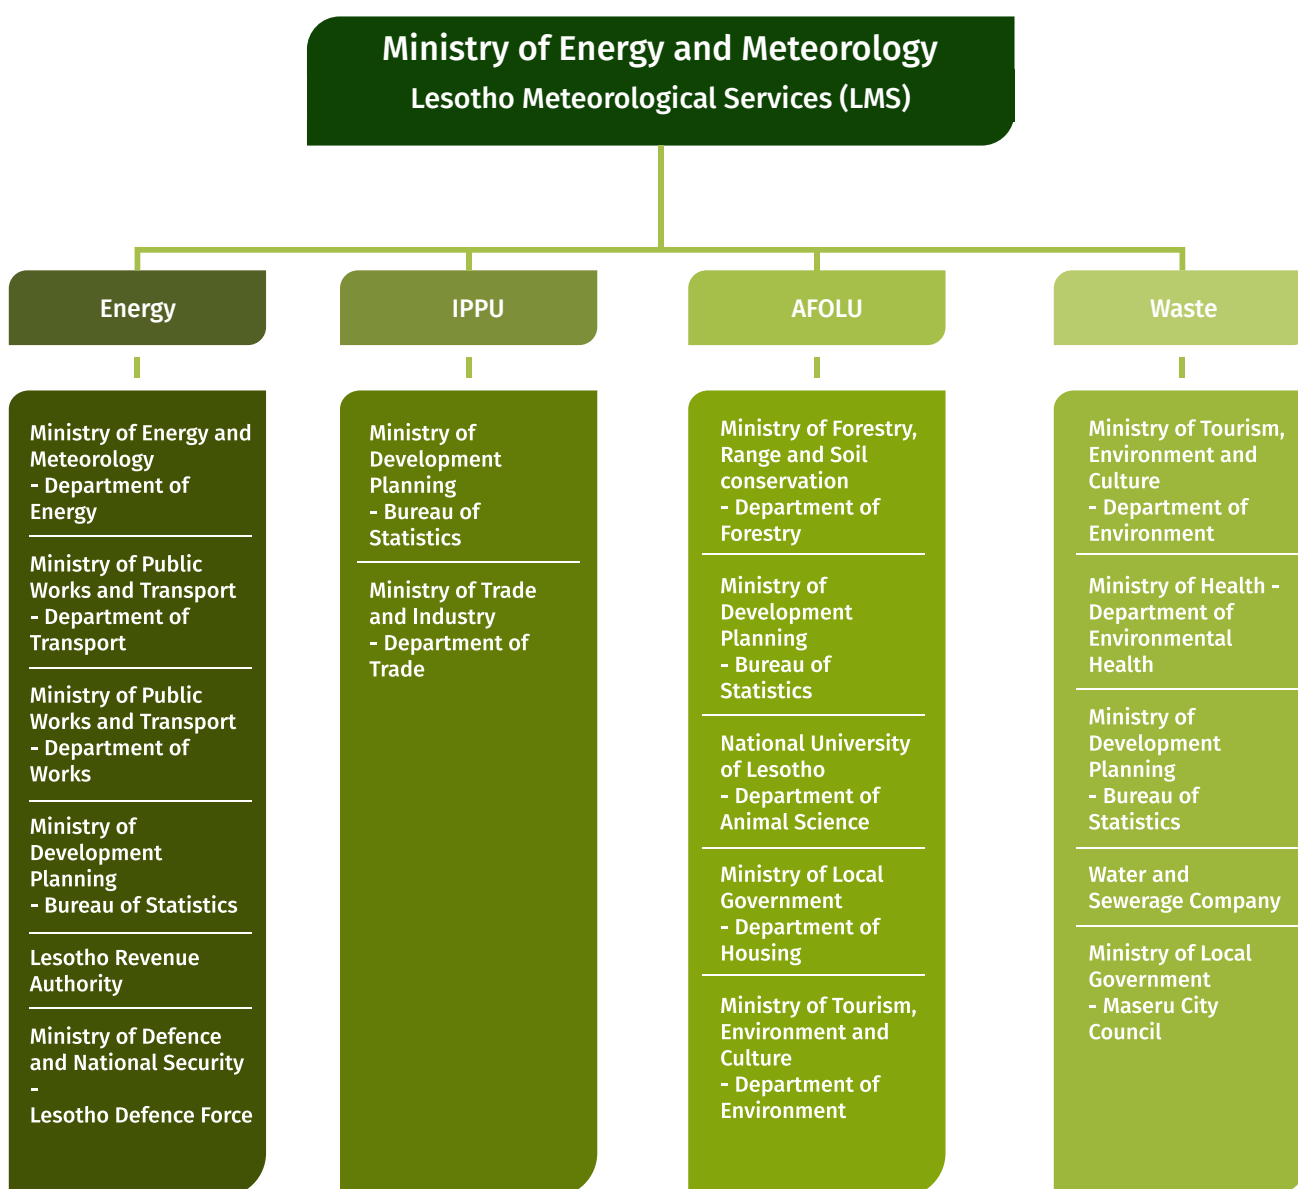 Ministry of Energy and Meteorology
Lesotho Meteorological Services (LMS)
Energy
Ministry of Energy and
Meteorology
- Department of
Energy
Ministry of Public
Works and Transport
- Department of
Transport
Ministry of Public
Works and Transport
- Department of
Works
Ministry of
Development
Planning
- Bureau of Statistics
Lesotho Revenue
Authority
Ministry of Defence
and National Security
-
Lesotho Defence Force
IPPU
Ministry of
Development
Planning
- Bureau of
Statistics
Ministry of Trade
and Industry
- Department of
Trade
AFOLU
Ministry of Forestry,
Range and Soil
conservation
- Department of
Forestry
Ministry of
Development
Planning
- Bureau of
Statistics
National University
of Lesotho
- Department of
Animal Science
Ministry of Local
Government
- Department of
Housing
Ministry of Tourism,
Environment and
Culture
- Department of
Environment
Waste
Ministry of Tourism,
Environment and
Culture
- Department of
Environment
Ministry of Health -
Department of
Environmental
Health
Ministry of
Development
Planning
- Bureau of
Statistics
Water and
Sewerage Company
Ministry of Local
Government
- Maseru City
Council